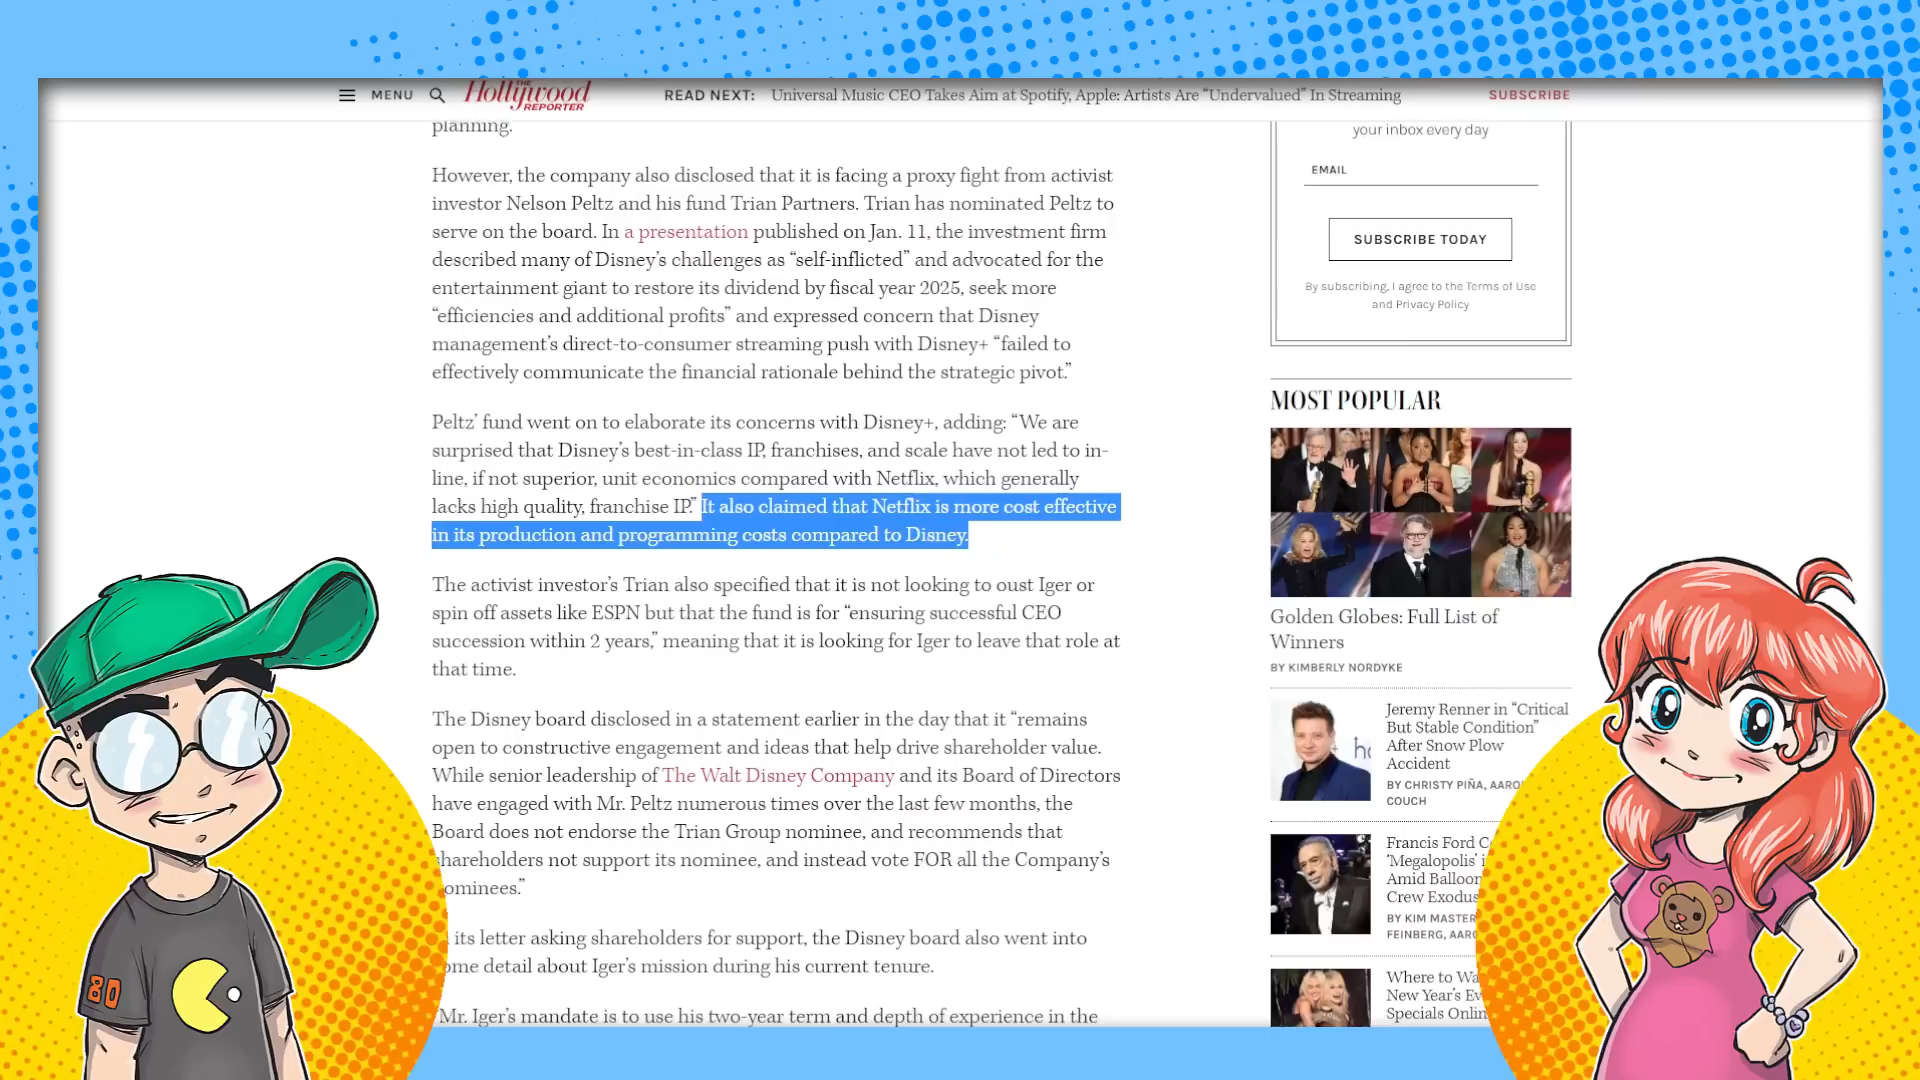 MENU
THE
Hollywood
REPORTER
READ NEXT: Universal Music CEO Takes Aim at Spotify, Apple: Artists Are “Undervalued” In Streaming
SUBSCRIBE
planning.
However, the company also disclosed that it is facing a proxy fight from activist
investor Nelson Peltz and his fund Trian Partners. Trian has nominated Peltz to
serve on the board. In a presentation published on Jan. 11, the investment firm
described many of Disney’s challenges as “self-inflicted” and advocated for the
entertainment giant to restore its dividend by fiscal year 2025, seek more
“efficiencies and additional profits” and expressed concern that Disney
management’s direct-to-consumer streaming push with Disney+ “failed to
effectively communicate the financial rationale behind the strategic pivot.”
Peltz’ fund went on to elaborate its concerns with Disney+, adding: “We are
surprised that Disney’s best-in-class IP, franchises, and scale have not led to in-
line, if not superior, unit economics compared with Netflix, which generally
lacks high quality, franchise IP.” It also claimed that Netflix is more cost effective
in its production and programming costs compared to Disney.
The activist investor’s Trian also specified that it is not looking to oust Iger or
spin off assets like ESPN but that the fund is for “ensuring successful CEO
succession within 2 years,” meaning that it is looking for Iger to leave that role at
that time.
The Disney board disclosed in a statement earlier in the day that it “remains
open to constructive engagement and ideas that help drive shareholder value.
While senior leadership of The Walt Disney Company and its Board of Directors
have engaged with Mr. Peltz numerous times over the last few months, the
Board does not endorse the Trian Group nominee, and recommends that
shareholders not support its nominee, and instead vote FOR all the Company’s
nominees.”
its letter asking shareholders for support, the Disney board also went into
some detail about Iger’s mission during his current tenure.
“Mr. Iger’s mandate is to use his two-year term and depth of experience in the
your inbox every day
EMAIL
SUBSCRIBE TODAY
By subscribing, I agree to the Terms of Use
and Privacy Policy
MOST POPULAR
Golden Globes: Full List of
Winners
BY KIMBERLY NORDYKE
Jeremy Renner in “Critical
But Stable Condition”
After Snow Plow
Accident
BY CHRISTY PIÑA, AARO
COUCH
Francis Ford C
‘Megalopolis’ i
Amid Balloon
Crew Exodus
BY KIM MASTER
FEINBERG, AARO
Where to Wa
New Year’s Ev
Specials Onlin
80